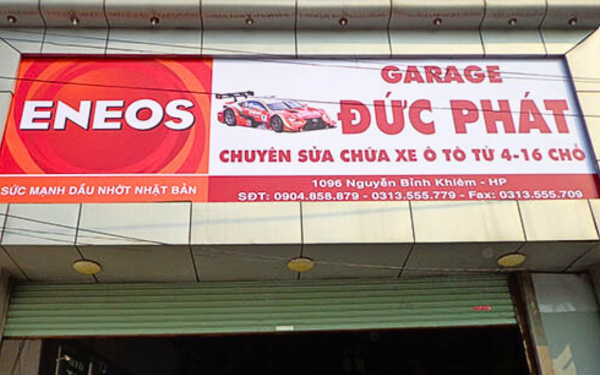 ENEOS
SỨC MẠNH DẦU NHỚT NHẬT BẢN
GARAGE
ĐỨC PHÁT
CHUYÊN SỬA CHỮA XE Ô TÔ TỪ 4-16 CHỖ
1096 Nguyễn Bỉnh Khiêm - HP
SĐT: 0904.858.879 - 0313.555.779 - Fax: 0313.555.709